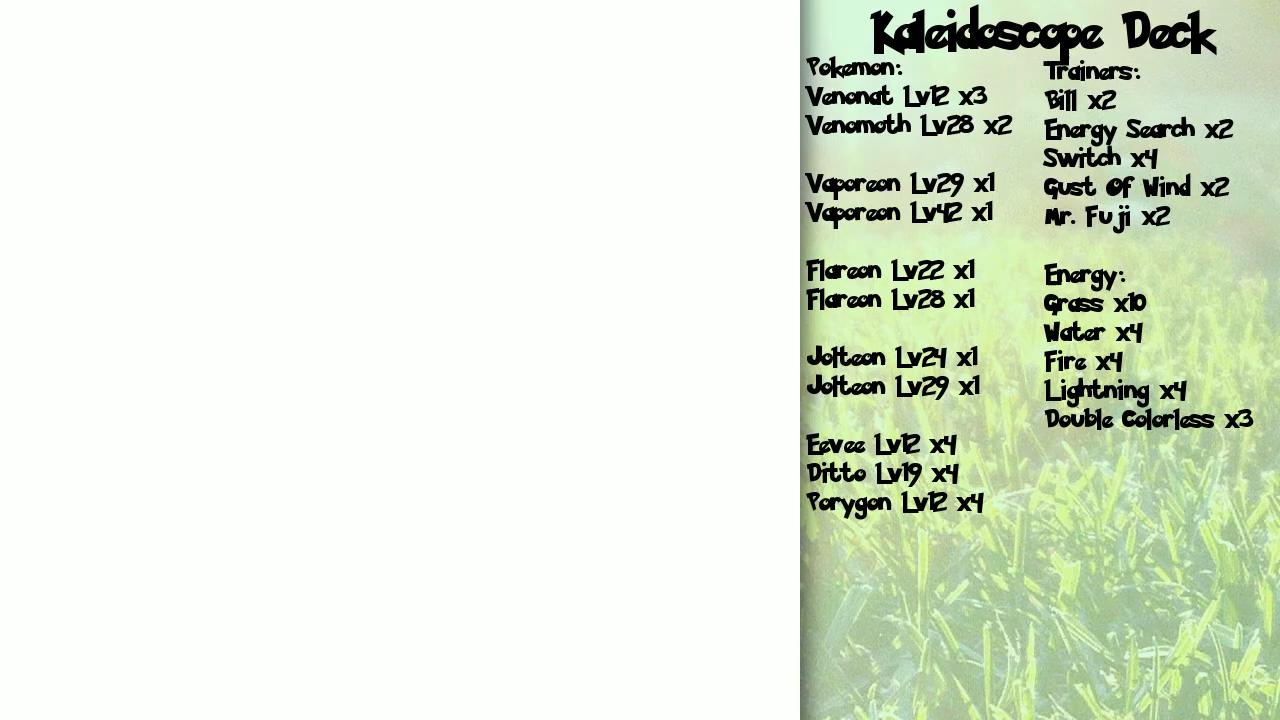 Kaleidoscope Deck
Pokemon:
Venonat Lv12 x3
Venomoth Lv28 x2
Vaporeon Lv29 x1
Vaporeon Lv42 x1
Flareon Lv22 x1
Flareon Lv28 x1
Jolteon Lv24 x1
Jolteon Lv29 x1
Eevee Lv12 x4
Ditto Lv19 x4
Porygon Lv12 x4
Trainers:
Bill x2
Energy Search x2
Switch x4
Gust Of Wind x2
Mr. Fuji x2
Energy:
Grass x10
Water x4
Fire x4
Lightning x4
Double Colorless x3